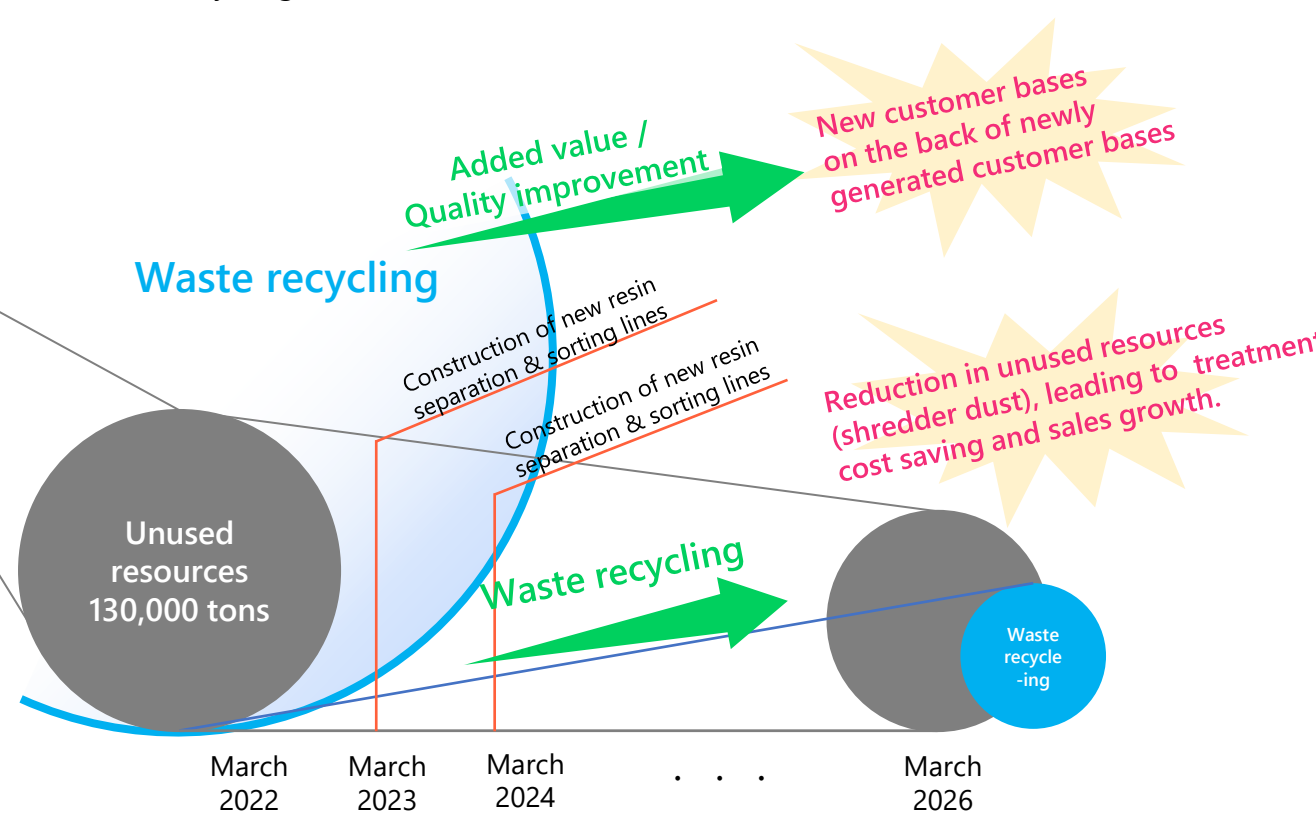 Added value /
Quality improvement
New customer bases
on the back of newly
generated customer bases
Waste recycling
Construction of new resin
separation & sorting lines
Construction of new resin
separation & sorting lines
Reduction in unused resources
(shredder dust), leading to treatment
cost saving and sales growth.
Unused
resources
130,000 tons
Waste recycling
Waste
recycle
-ing
March
2022
March
2023
March
2024
. . .
March
2026